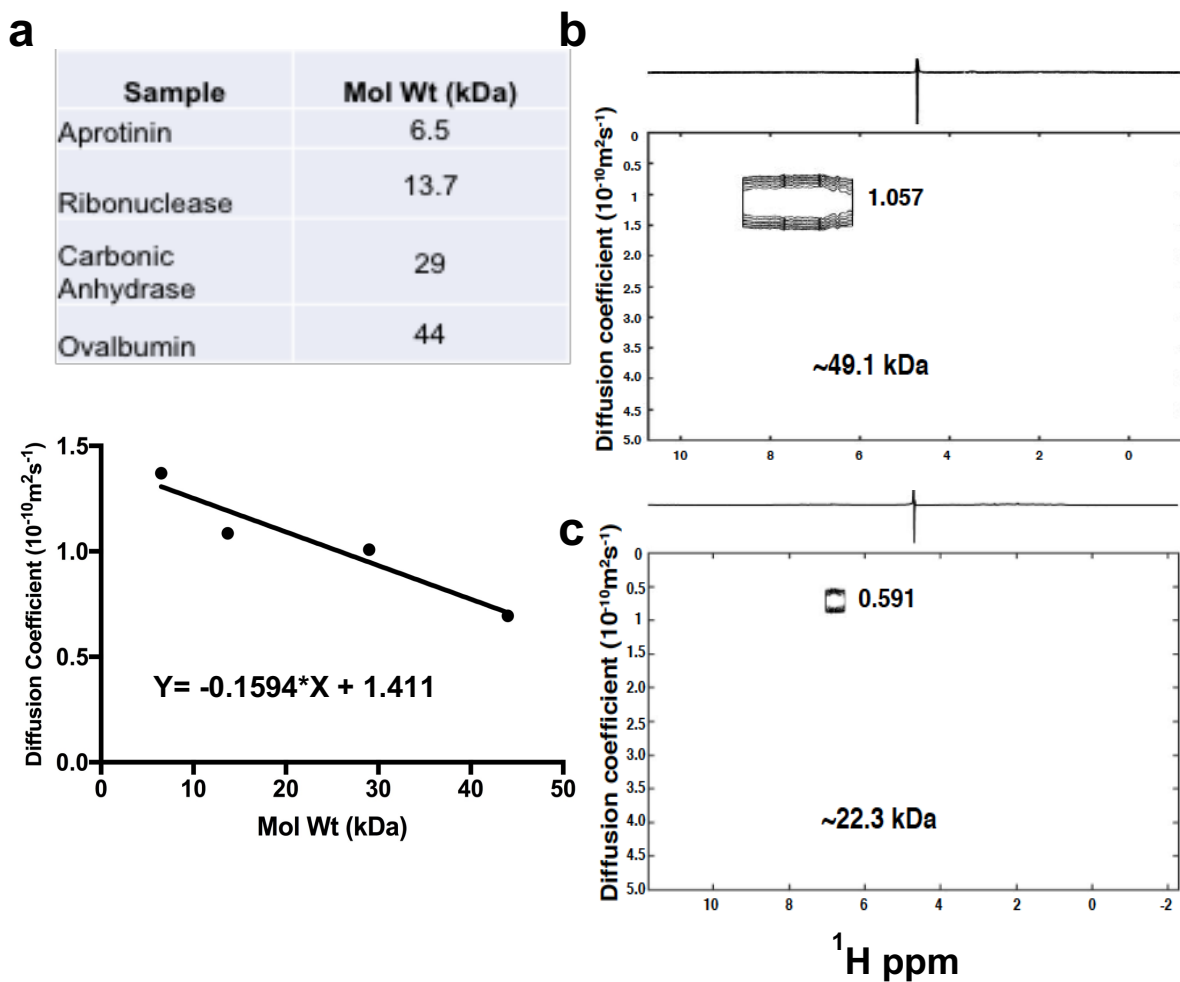 a
Sample Mol Wt (kDa)
Aprotinin 6.5
Ribonuclease 13.7
Carbonic
Anhydrase 29
Ovalbumin 44
Diffusion Coefficient (10⁻¹⁰m²s⁻¹)
1.5
1.0
0.5
0.0
Y= -0.1594*X + 1.411
0 10 20 30 40 50
Mol Wt (kDa)
b
Diffusion coefficient (10⁻¹⁰m²s⁻¹)
0
0.5
1
1.5
2.0
2.5
3.0
3.5
4.0
4.5
5.0
1.057
~49.1 kDa
10 8 6 4 2 0
c
Diffusion coefficient (10⁻¹⁰m²s⁻¹)
0
0.5
1
1.5
2.0
2.5
3.0
3.5
4.0
4.5
5.0
0.591
~22.3 kDa
10 8 6 4 2 0 -2
¹H ppm